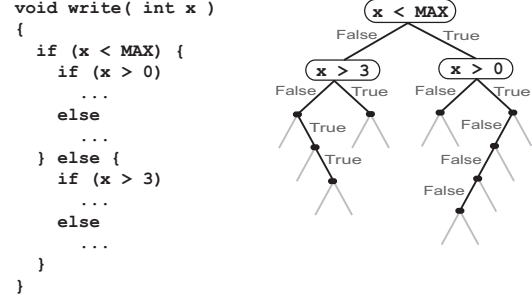 void write( int x )
{
if (x < MAX) {
if (x > 0)
...
else
...
} else {
if (x > 3)
...
else
...
}
}
x < MAX
False True
x > 3 x > 0
False True False True
True False
True False
False